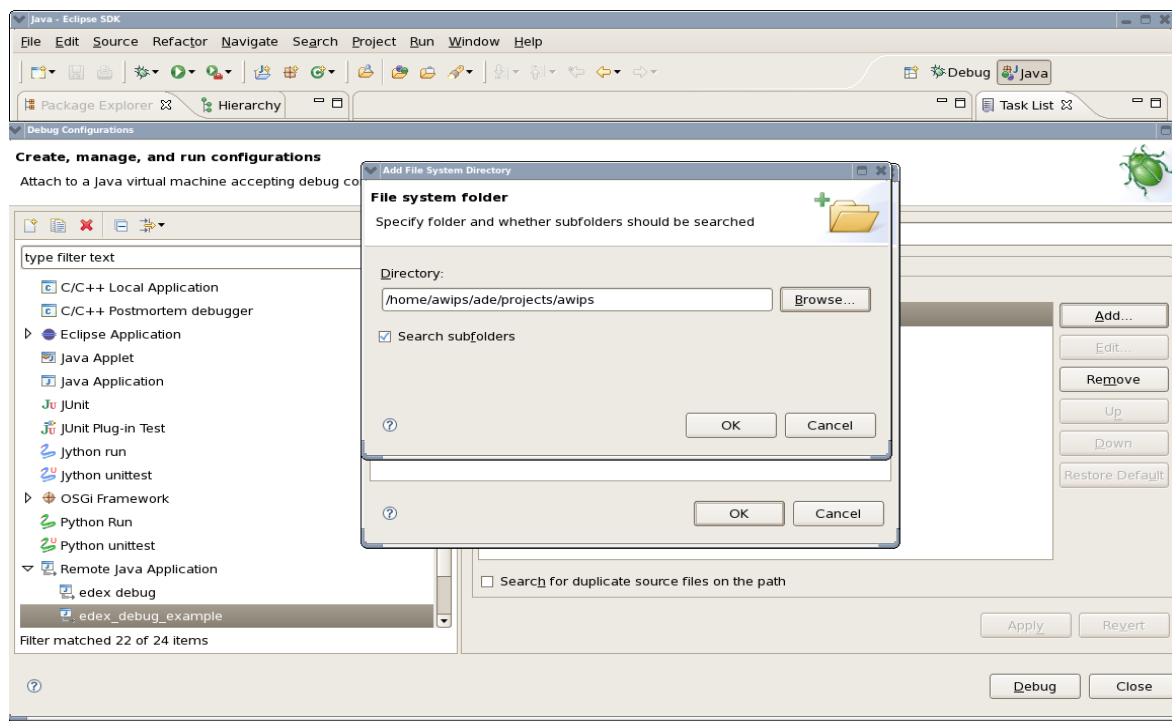 Java - Eclipse SDK
File Edit Source Refactor Navigate Search Project Run Window Help
Debug Java
Package Explorer Hierarchy Task List
Debug Configurations
Create, manage, and run configurations
Attach to a Java virtual machine accepting debug co
Add File System Directory
File system folder
Specify folder and whether subfolders should be searched
type filter text
Directory:
/home/awips/ade/projects/awips Browse...
Search subfolders
OK Cancel
OK Cancel
C/C++ Local Application
C/C++ Postmortem debugger
Eclipse Application
Java Applet
Java Application
JUnit
JUnit Plug-in Test
Jython run
Jython unittest
OSGi Framework
Python Run
Python unittest
Remote Java Application
edex debug
edex_debug_example
Filter matched 22 of 24 items
Add...
Edit...
Remove
Up
Down
Restore Default
Search for duplicate source files on the path
Apply Revert
Debug Close